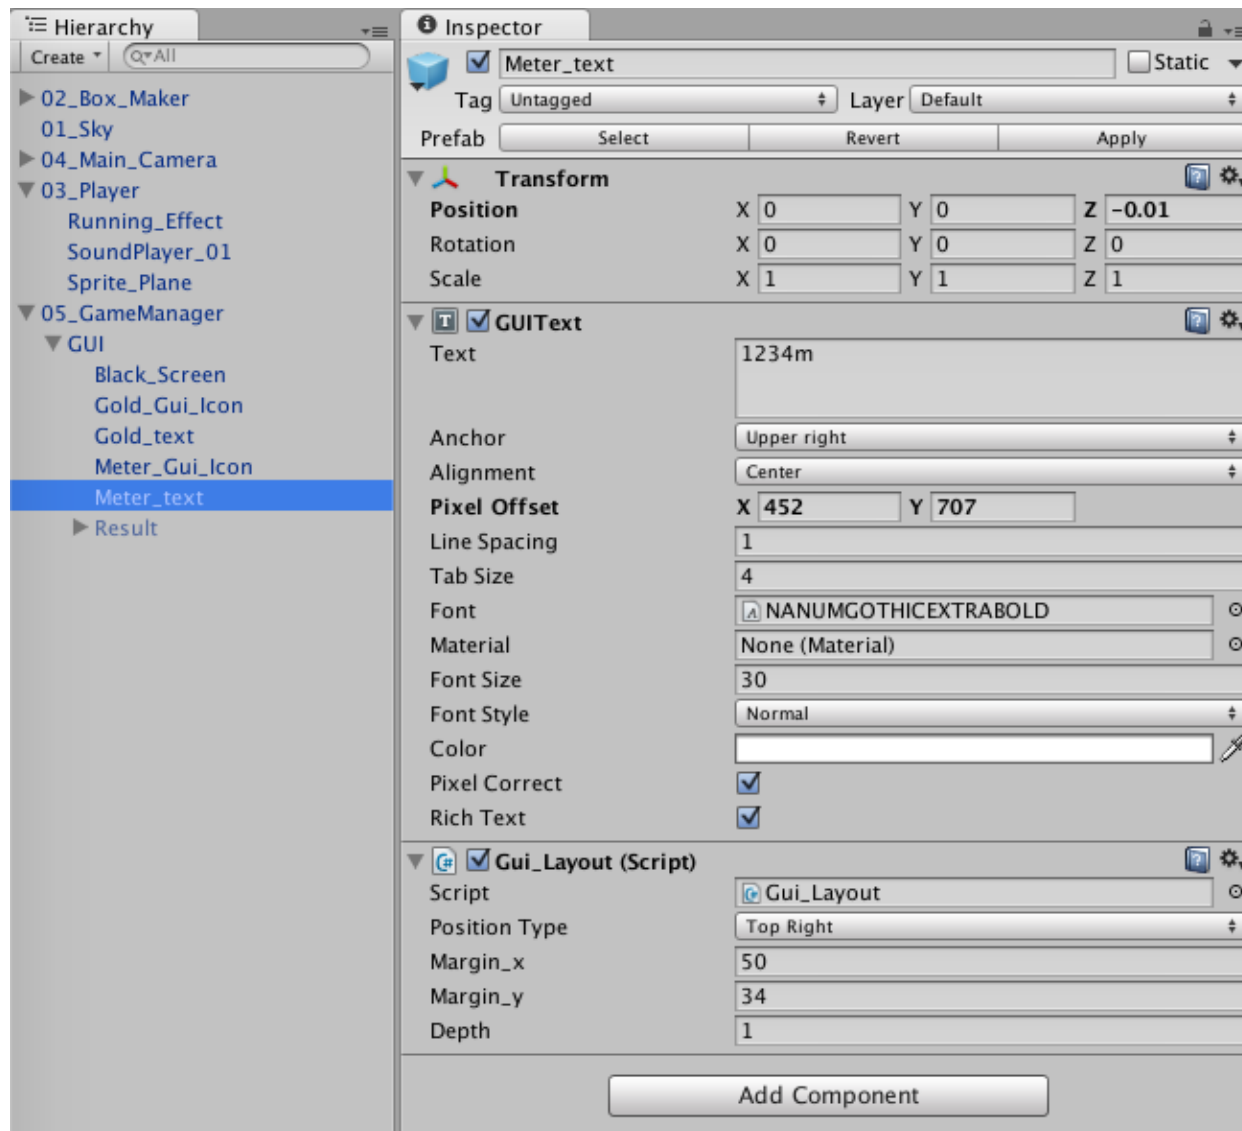 Hierarchy
Create
All
02_Box_Maker
01_Sky
04_Main_Camera
03_Player
Running_Effect
SoundPlayer_01
Sprite_Plane
05_GameManager
GUI
Black_Screen
Gold_Gui_Icon
Gold_text
Meter_Gui_Icon
Meter_text
Result
Inspector
Meter_text Static
Tag Untagged Layer Default
Prefab Select Revert Apply
Transform
Position X 0 Y 0 Z -0.01
Rotation X 0 Y 0 Z 0
Scale X 1 Y 1 Z 1
GUIText
Text 1234m
Anchor Upper right
Alignment Center
Pixel Offset X 452 Y 707
Line Spacing 1
Tab Size 4
Font NANUMGOTHICEXTRABOLD
Material None (Material)
Font Size 30
Font Style Normal
Color
Pixel Correct
Rich Text
Gui_Layout (Script)
Script Gui_Layout
Position Type Top Right
Margin_x 50
Margin_y 34
Depth 1
Add Component